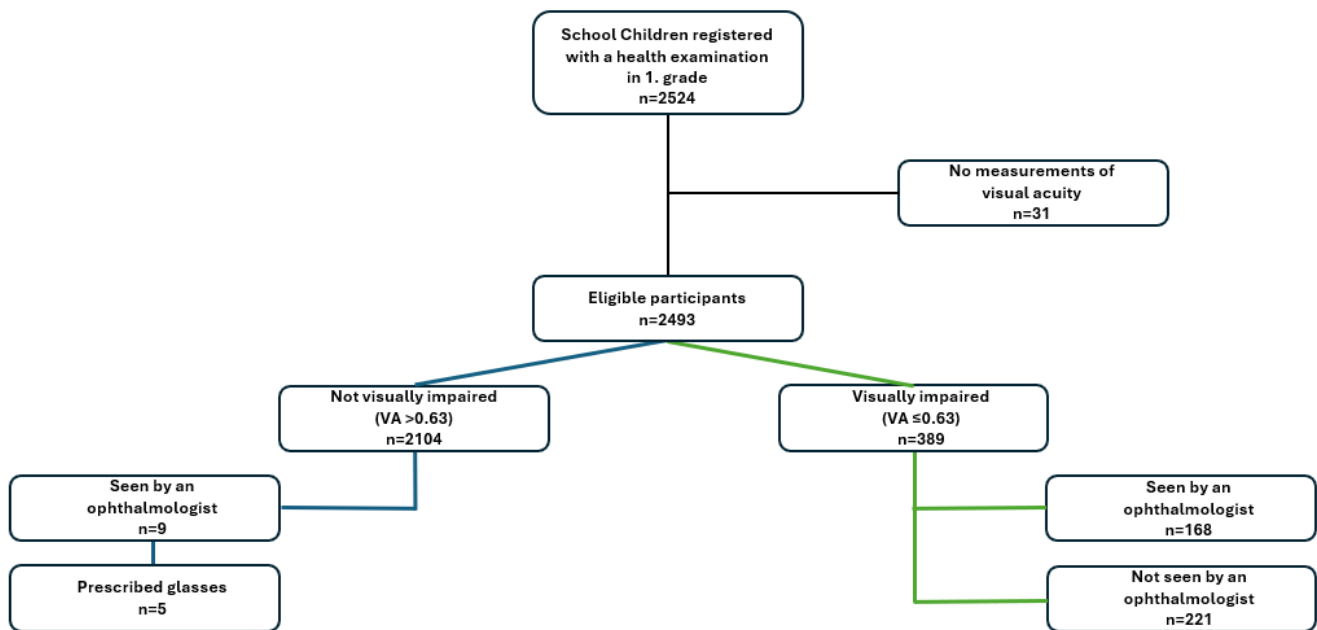 School Children registered
with a health examination
in 1. grade
n=2524
No measurements of
visual acuity
n=31
Eligible participants
n=2493
Not visually impaired
(VA >0.63)
n=2104
Visually impaired
(VA ≤0.63)
n=389
Seen by an
ophthalmologist
n=9
Seen by an
ophthalmologist
n=168
Prescribed glasses
n=5
Not seen by an
ophthalmologist
n=221